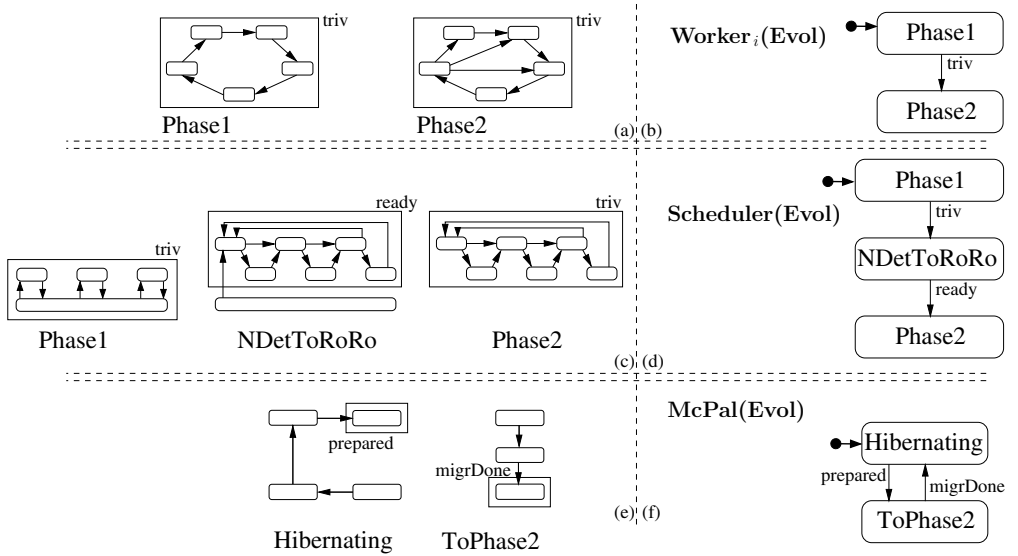 triv
triv
Phase1
Phase2
(a)
(b)
Worker i(Evol)
Phase1
triv
Phase2
triv
ready
triv
Phase1
NDetToRoRo
Phase2
(c)
(d)
Scheduler(Evol)
Phase1
triv
NDetToRoRo
ready
Phase2
prepared
migrDone
Hibernating
ToPhase2
(e)
(f)
McPal(Evol)
Hibernating
prepared
migrDone
ToPhase2